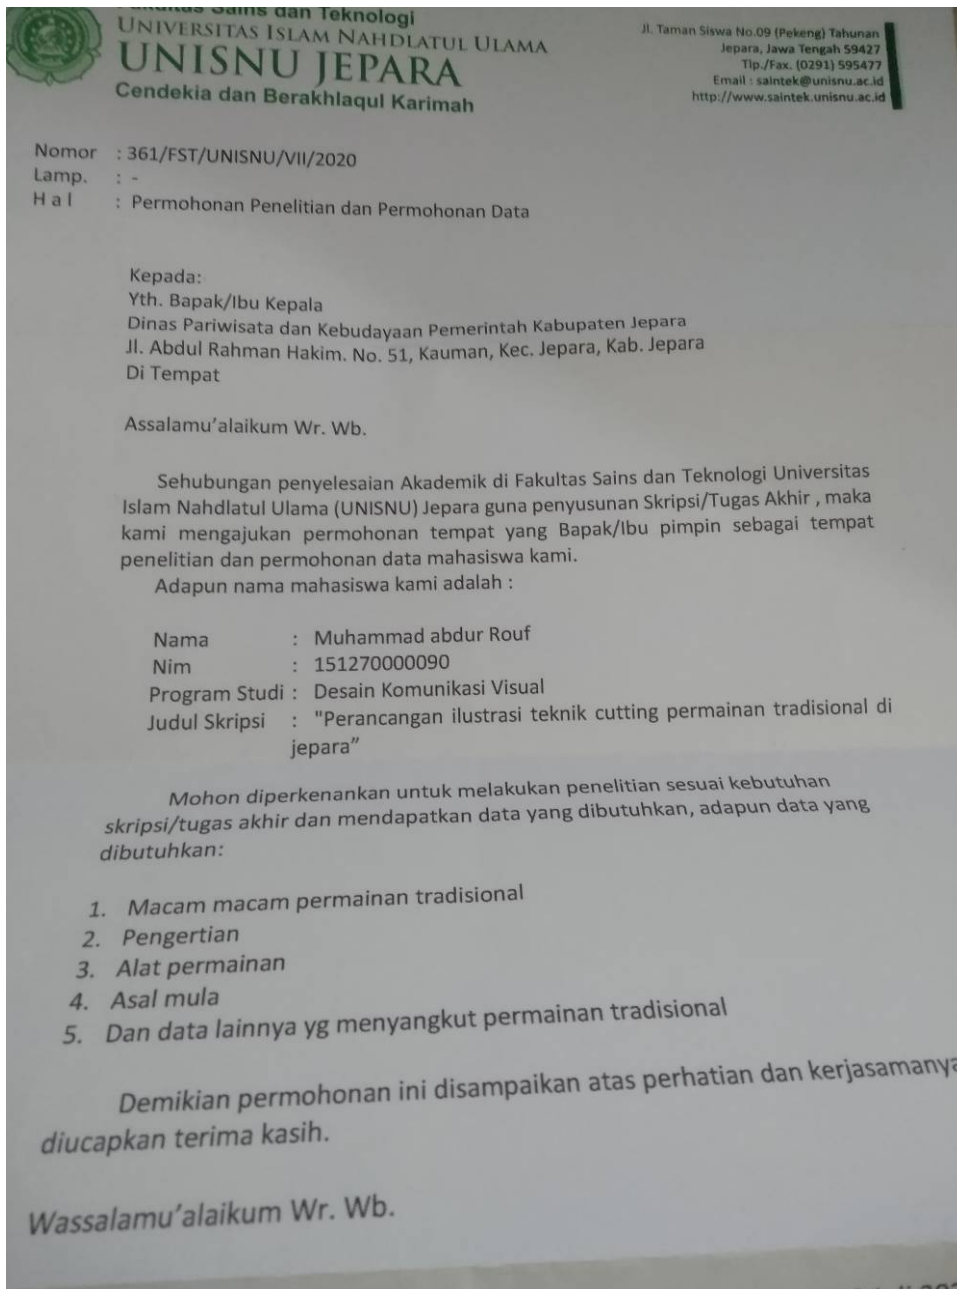 Fakultas Sains dan Teknologi
UNIVERSITAS ISLAM NAHDLATUL ULAMA
UNISNU JEPARA
Cendekia dan Berakhlaqul Karimah
Jl. Taman Siswa No.09 (Pekeng) Tahunan
Jepara, Jawa Tengah 59427
Tlp./Fax. (0291) 595477
Email : saintek@unisnu.ac.id
http://www.saintek.unisnu.ac.id
Nomor : 361/FST/UNISNU/VII/2020
Lamp. : -
H a l : Permohonan Penelitian dan Permohonan Data
Kepada:
Yth. Bapak/Ibu Kepala
Dinas Pariwisata dan Kebudayaan Pemerintah Kabupaten Jepara
Jl. Abdul Rahman Hakim. No. 51, Kauman, Kec. Jepara, Kab. Jepara
Di Tempat
Assalamu’alaikum Wr. Wb.
Sehubungan penyelesaian Akademik di Fakultas Sains dan Teknologi Universitas
Islam Nahdlatul Ulama (UNISNU) Jepara guna penyusunan Skripsi/Tugas Akhir , maka
kami mengajukan permohonan tempat yang Bapak/Ibu pimpin sebagai tempat
penelitian dan permohonan data mahasiswa kami.
Adapun nama mahasiswa kami adalah :
Nama : Muhammad abdur Rouf
Nim : 151270000090
Program Studi : Desain Komunikasi Visual
Judul Skripsi : "Perancangan ilustrasi teknik cutting permainan tradisional di
jepara”
Mohon diperkenankan untuk melakukan penelitian sesuai kebutuhan
skripsi/tugas akhir dan mendapatkan data yang dibutuhkan, adapun data yang
dibutuhkan:
1. Macam macam permainan tradisional
2. Pengertian
3. Alat permainan
4. Asal mula
5. Dan data lainnya yg menyangkut permainan tradisional
Demikian permohonan ini disampaikan atas perhatian dan kerjasamanya
diucapkan terima kasih.
Wassalamu’alaikum Wr. Wb.